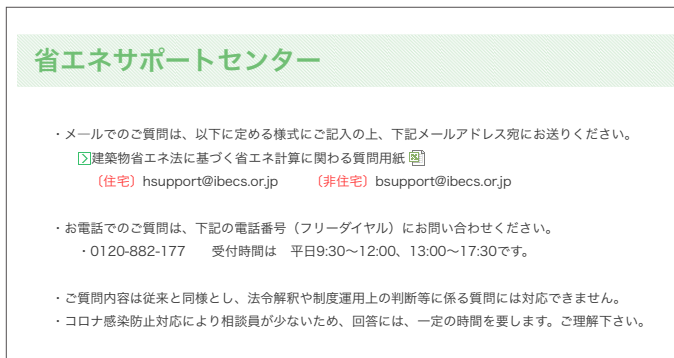 省エネサポートセンター
・メールでのご質問は、以下に定める様式にご記入の上、下記メールアドレス宛にお送りください。
建築物省エネ法に基づく省エネ計算に関わる質問用紙
〔住宅〕hsupport@ibecs.or.jp 〔非住宅〕bsupport@ibecs.or.jp
・お電話でのご質問は、下記の電話番号（フリーダイヤル）にお問い合わせください。
・0120-882-177 受付時間は 平日9:30～12:00、13:00～17:30です。
・ご質問内容は従来と同様とし、法令解釈や制度運用上の判断等に係る質問には対応できません。
・コロナ感染防止対応により相談員が少ないため、回答には、一定の時間を要します。ご理解下さい。